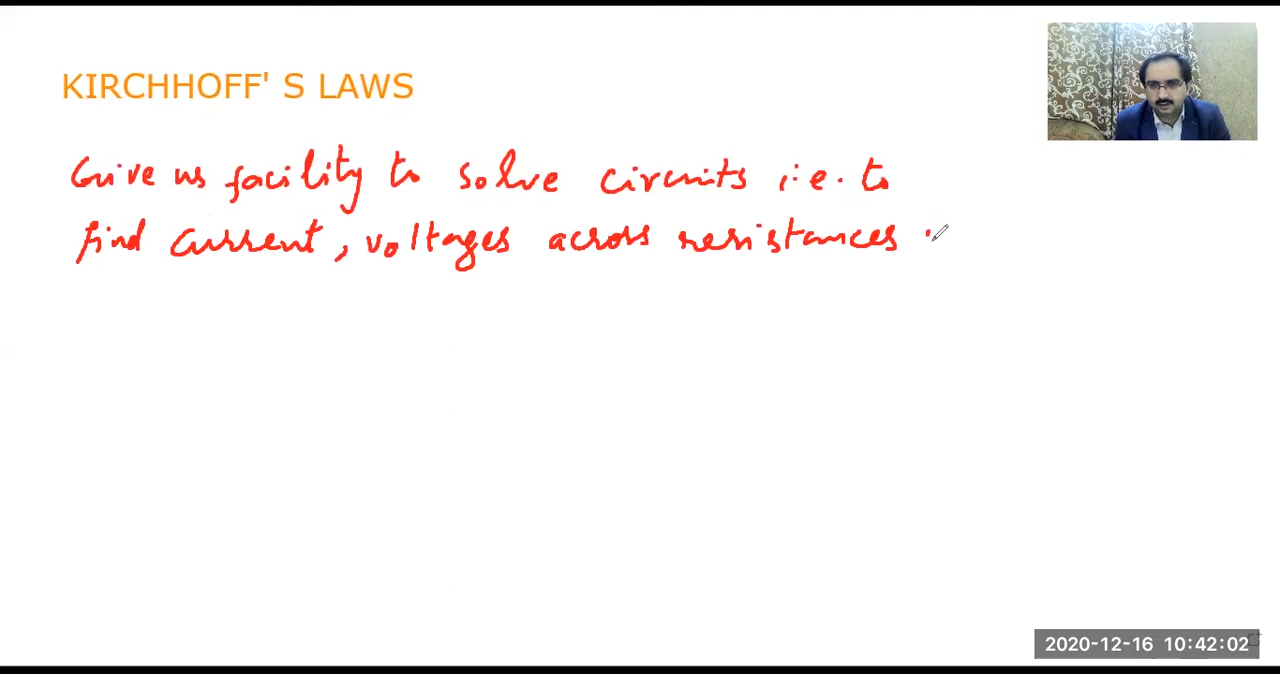 KIRCHHOFF' S LAWS
Give us facility to solve circuits i.e. to
find current, voltages across resistances
2020-12-16 10:42:02